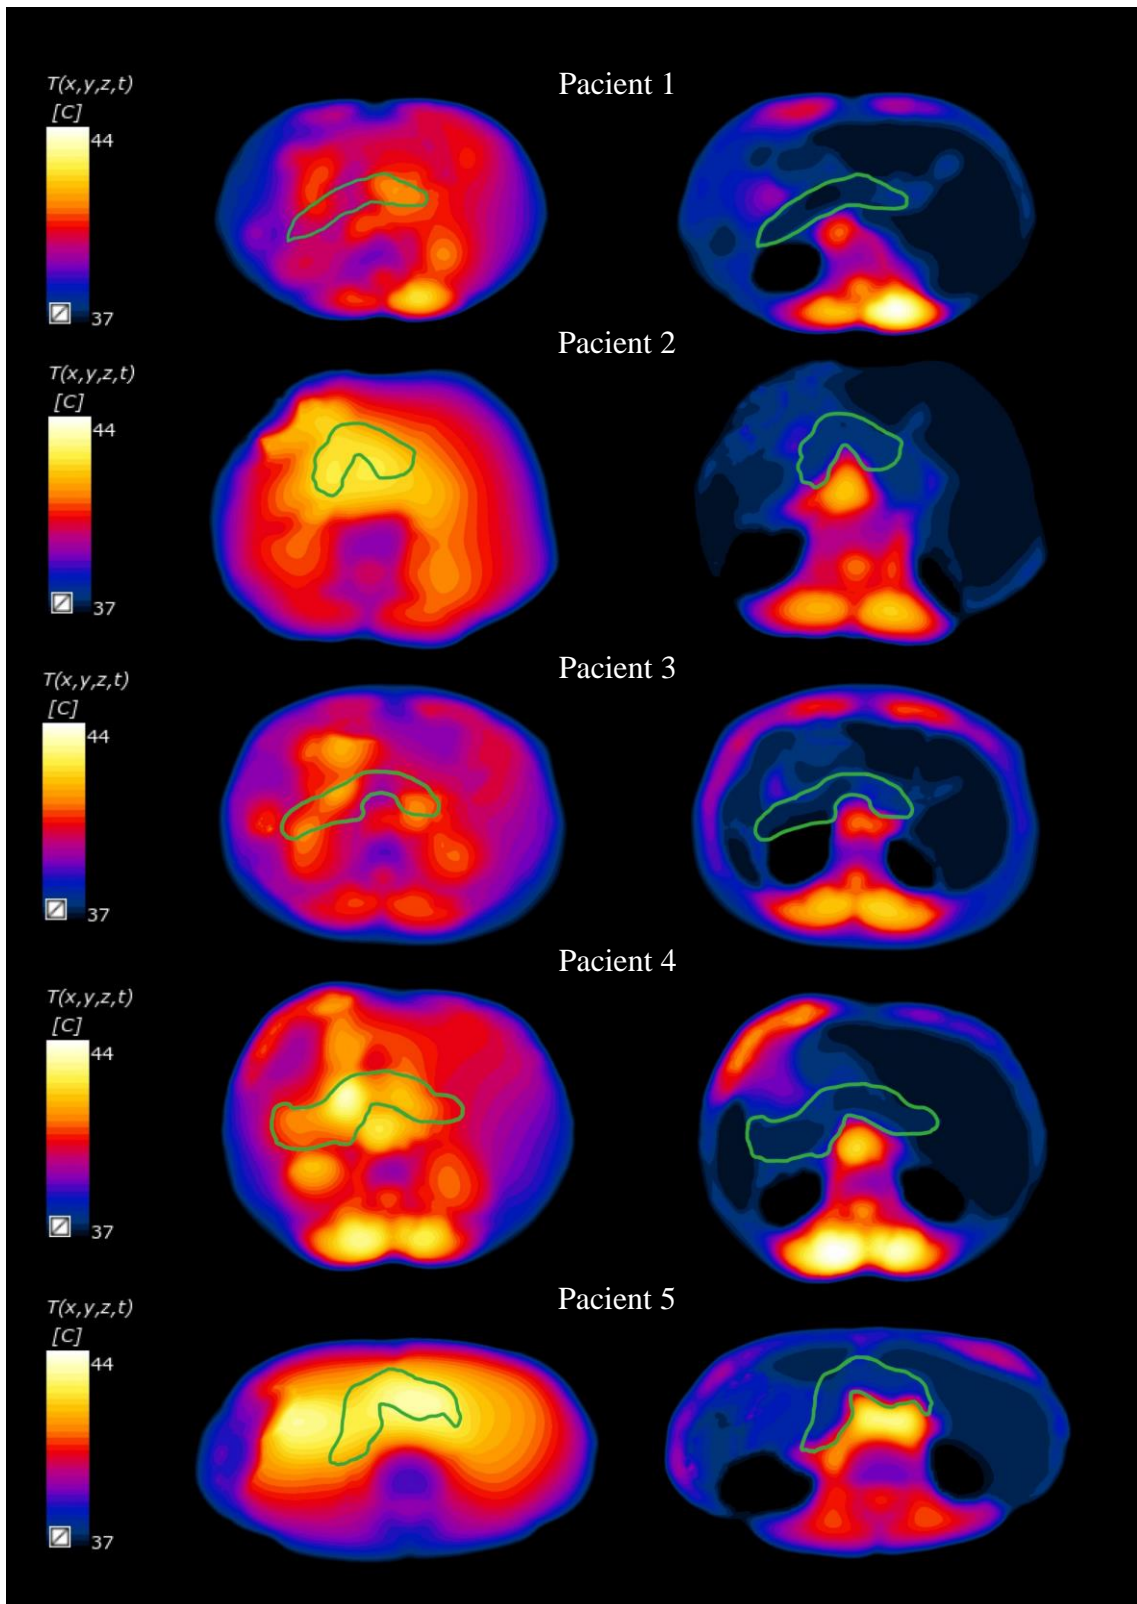 Pacient 1
T(x,y,z,t)
[C]
44
37
Pacient 2
T(x,y,z,t)
[C]
44
37
Pacient 3
T(x,y,z,t)
[C]
44
37
Pacient 4
T(x,y,z,t)
[C]
44
37
Pacient 5
T(x,y,z,t)
[C]
44
37